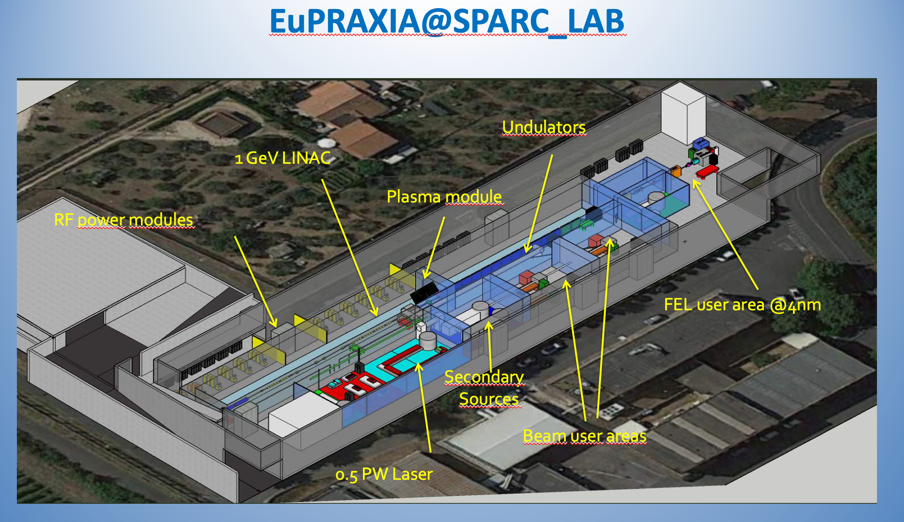 EuPRAXIA@SPARC_LAB
Undulators
1 GeV LINAC
Plasma module
RF power modules
FEL user area @4nm
Secondary
Sources
Beam user areas
0.5 PW Laser